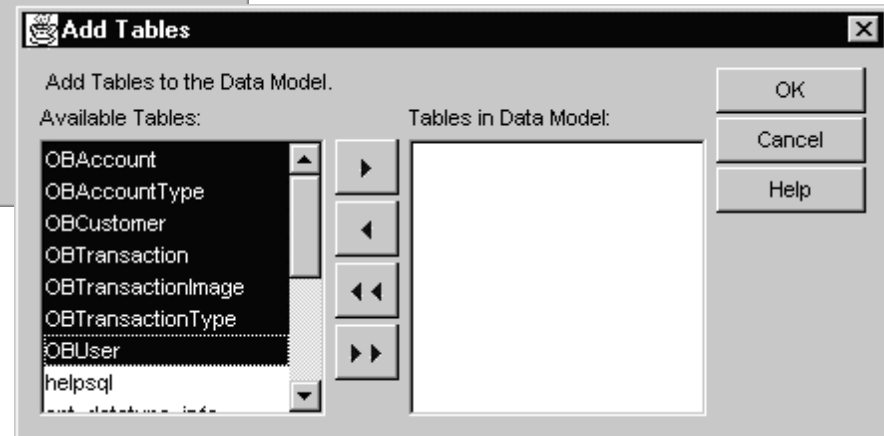 Add Tables
Add Tables to the Data Model.
Available Tables:
OBAccount
OBAccountType
OBCustomer
OBTransaction
OBTransactionImage
OBTransactionType
OBUser
helpsql
Tables in Data Model:
OK
Cancel
Help